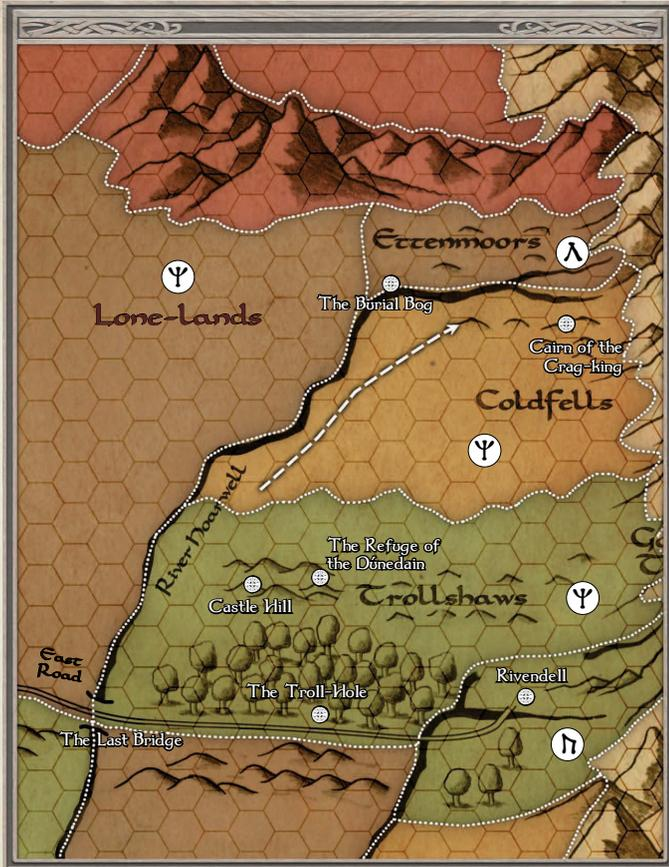 Ettenmoors
The Burial Bog
Lone-lands
Cairn of the
Crag-king
Coldfells
River Hoarwell
The Refuge of
the Dúnedain
Castle Hill
Trollshaws
East
Road
The Troll-Hole
Rivendell
The Last Bridge